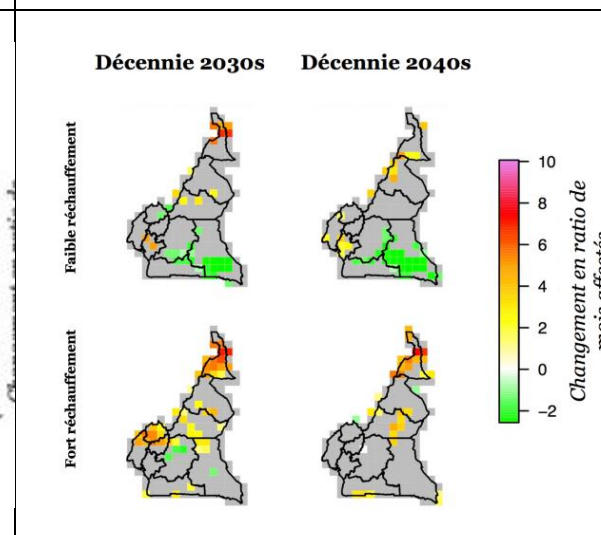 Décennie 2030s Décennie 2040s
Faible réchauffement
Fort réchauffement
10
8
6
4
2
0
−2
Changement en ratio de
mois affectés